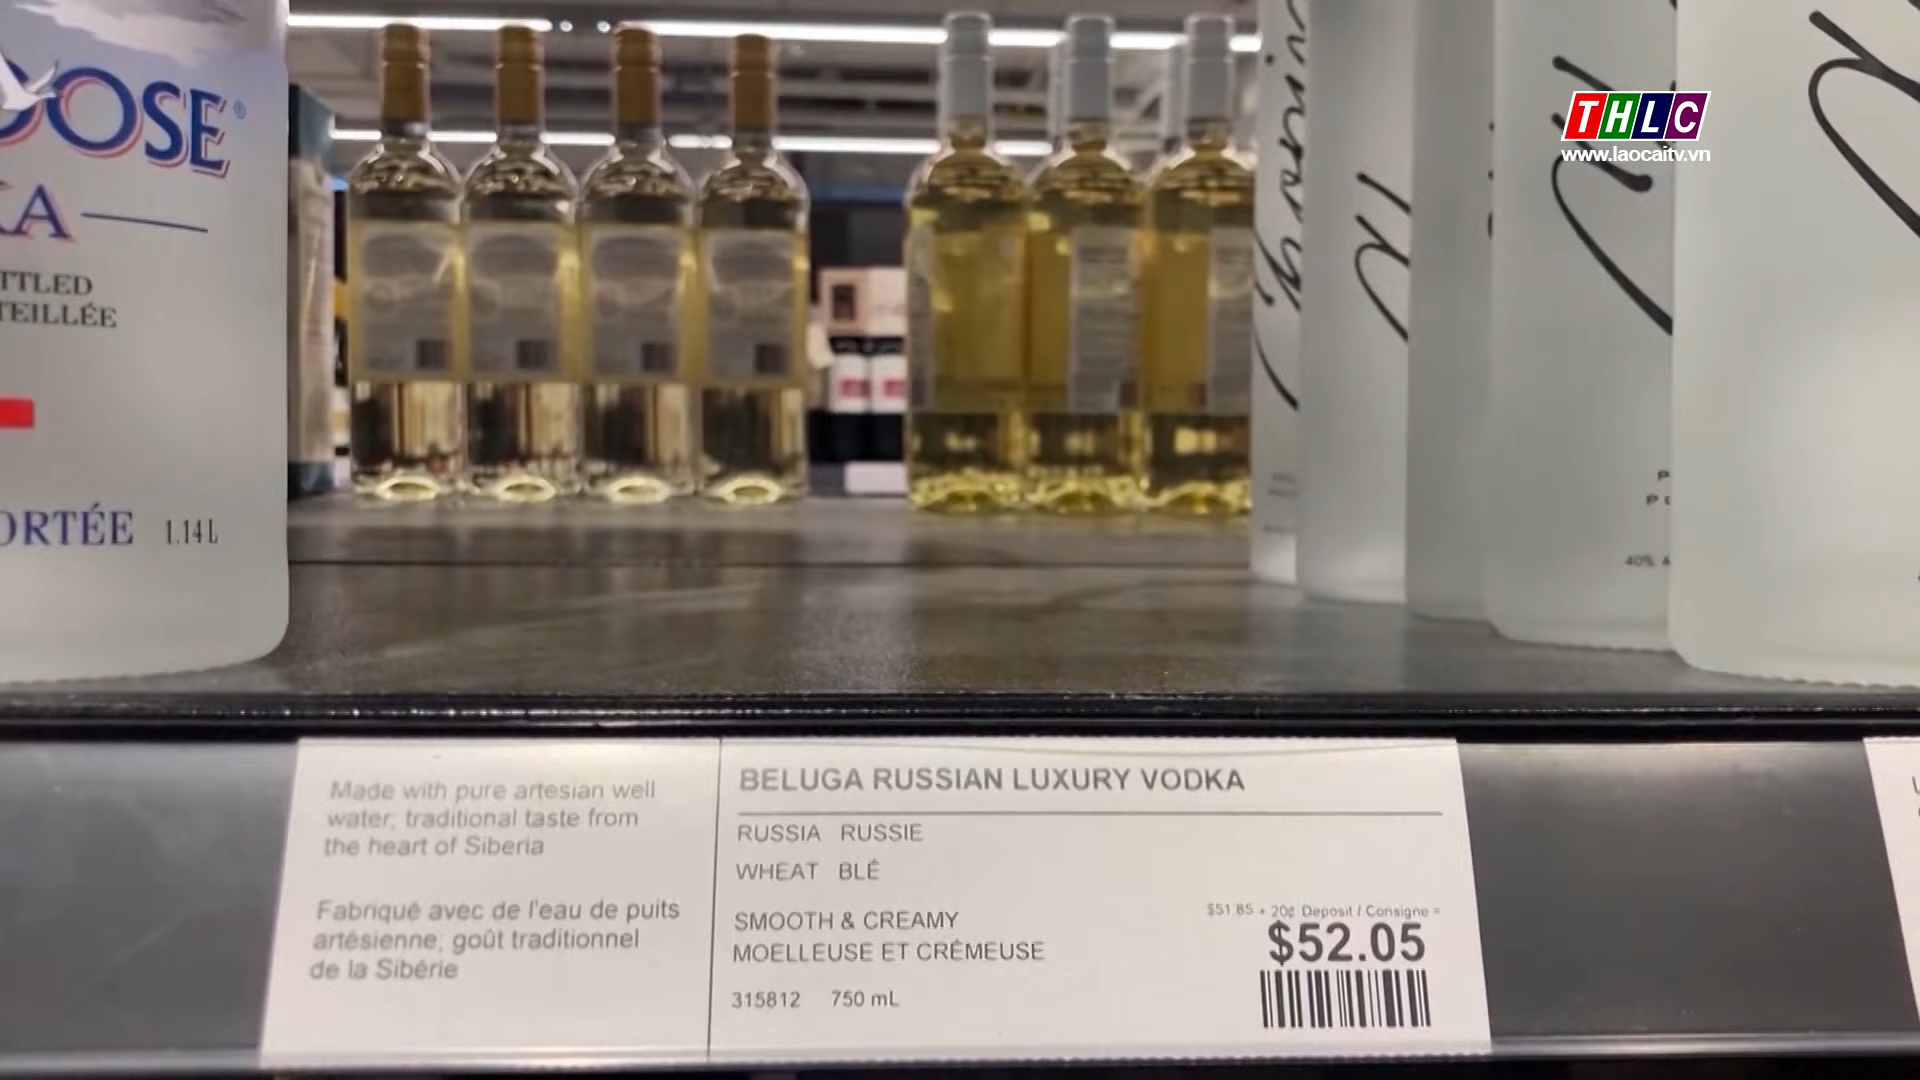 OOSE®
KA
TTLED
TEILLÉE
ORTÉE 1.14 L
THLC
www.laocaitv.vn
40%
Made with pure artesian well
water; traditional taste from
the heart of Siberia
Fabriqué avec de l'eau de puits
artésienne; goût traditionnel
de la Sibérie
BELUGA RUSSIAN LUXURY VODKA
RUSSIA RUSSIE
WHEAT BLÉ
SMOOTH & CREAMY
MOELLEUSE ET CRÉMEUSE
315812 750 mL
$51.85 + 20¢ Deposit / Consigne =
$52.05